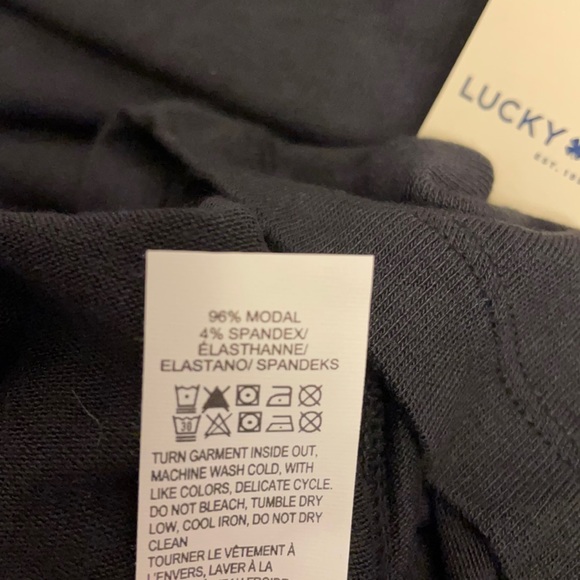 LUCKY
EST. 19
96% MODAL
4% SPANDEX/
ÉLASTHANNE/
ELASTANO/ SPANDEKS
30
TURN GARMENT INSIDE OUT,
MACHINE WASH COLD, WITH
LIKE COLORS, DELICATE CYCLE.
DO NOT BLEACH, TUMBLE DRY
LOW, COOL IRON, DO NOT DRY
CLEAN
TOURNER LE VÊTEMENT À
L'ENVERS, LAVER À LA